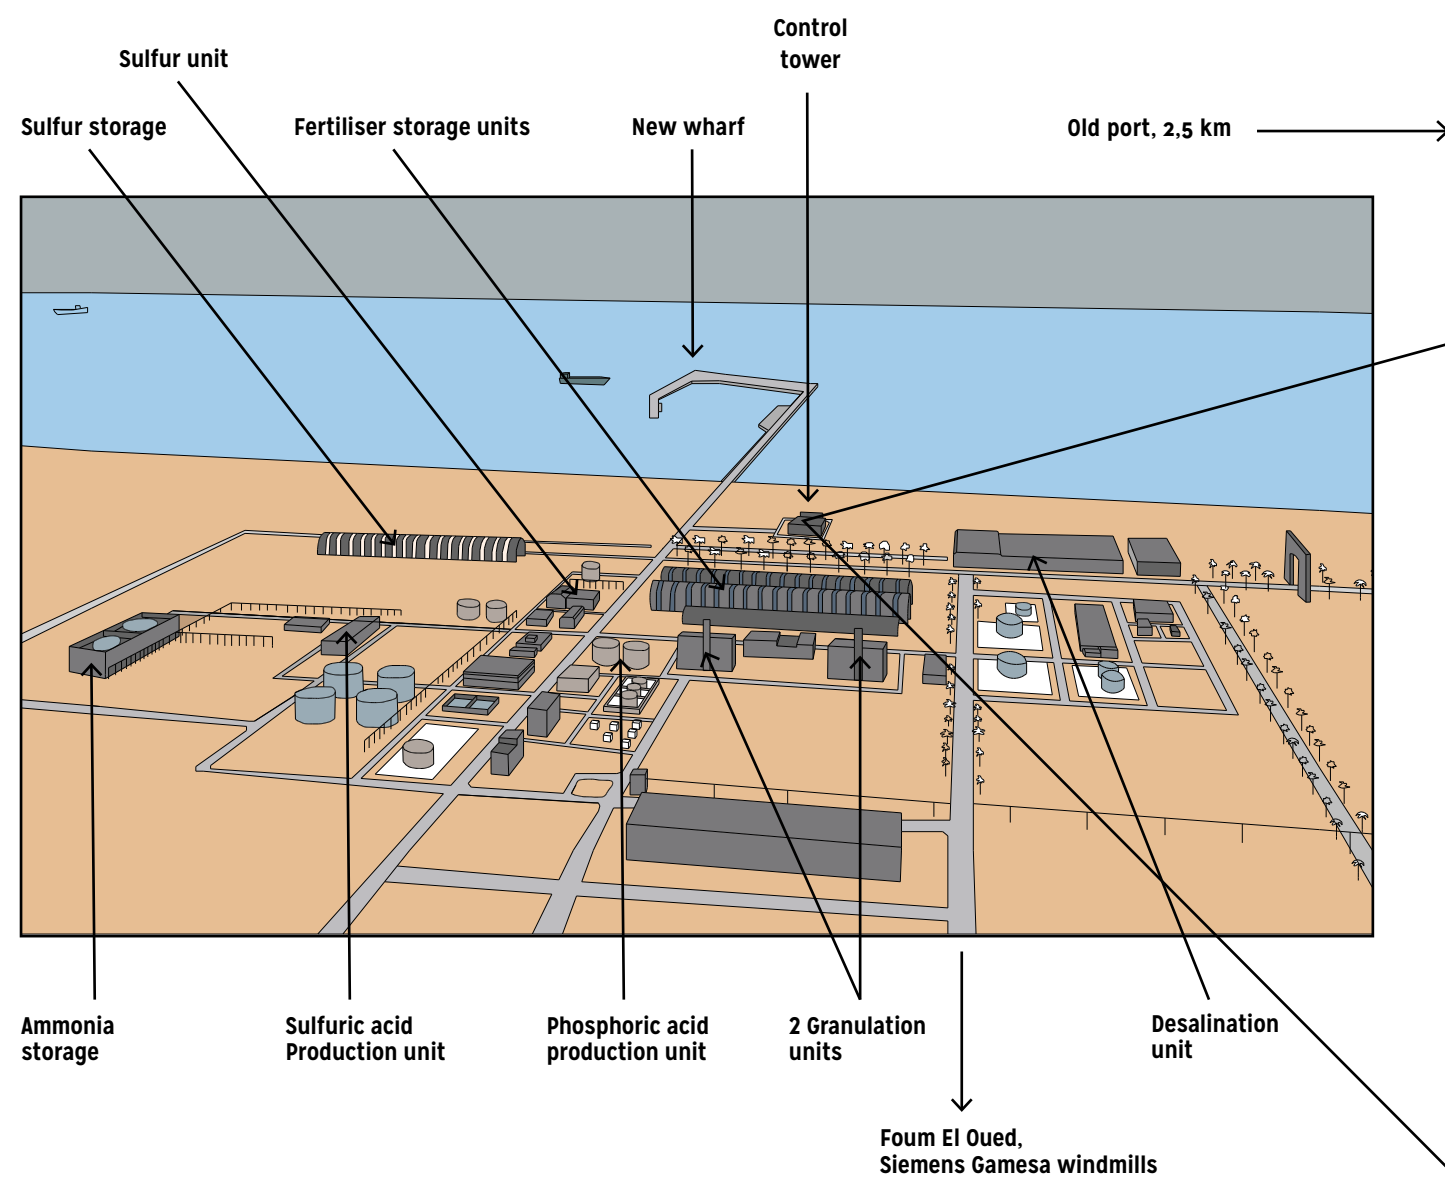 Control
tower
Sulfur unit
Sulfur storage
Fertiliser storage units
New wharf
Old port, 2,5 km
Ammonia
storage
Sulfuric acid
Production unit
Phosphoric acid
production unit
2 Granulation
units
Desalination
unit
Foum El Oued,
Siemens Gamesa windmills